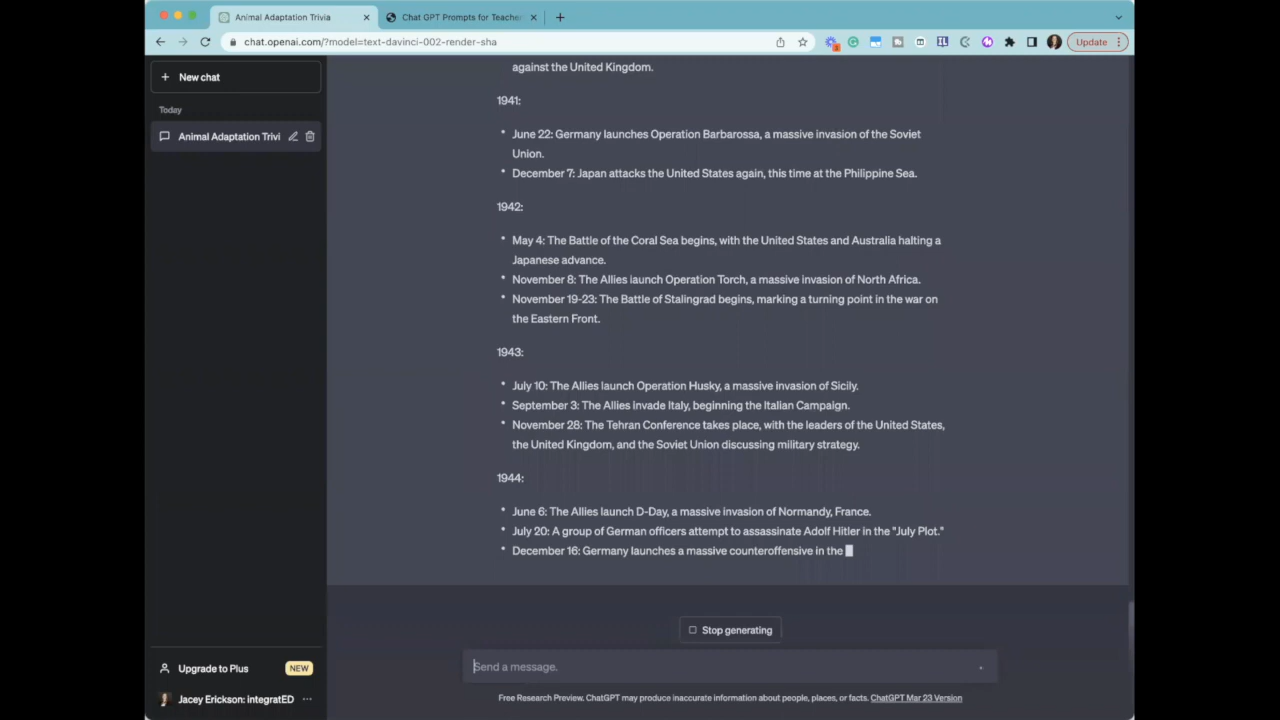 Animal Adaptation Trivia
Chat GPT Prompts for Teacher
chat.openai.com/?model=text-davinci-002-render-sha
Update
New chat
Today
Animal Adaptation Trivi
against the United Kingdom.
1941:
June 22: Germany launches Operation Barbarossa, a massive invasion of the Soviet
Union.
December 7: Japan attacks the United States again, this time at the Philippine Sea.
1942:
May 4: The Battle of the Coral Sea begins, with the United States and Australia halting a
Japanese advance.
November 8: The Allies launch Operation Torch, a massive invasion of North Africa.
November 19-23: The Battle of Stalingrad begins, marking a turning point in the war on
the Eastern Front.
1943:
July 10: The Allies launch Operation Husky, a massive invasion of Sicily.
September 3: The Allies invade Italy, beginning the Italian Campaign.
November 28: The Tehran Conference takes place, with the leaders of the United States,
the United Kingdom, and the Soviet Union discussing military strategy.
1944:
June 6: The Allies launch D-Day, a massive invasion of Normandy, France.
July 20: A group of German officers attempt to assassinate Adolf Hitler in the "July Plot."
December 16: Germany launches a massive counteroffensive in the
Stop generating
Send a message.
Upgrade to Plus NEW
Jacey Erickson: integratED
Free Research Preview. ChatGPT may produce inaccurate information about people, places, or facts. ChatGPT Mar 23 Version